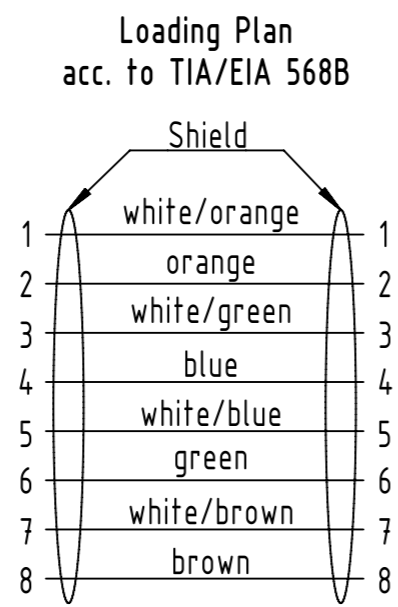 Loading Plan
acc. to TIA/EIA 568B
Shield
1 white/orange 1
2 orange 2
3 white/green 3
4 blue 4
5 white/blue 5
6 green 6
7 white/brown 7
8 brown 8